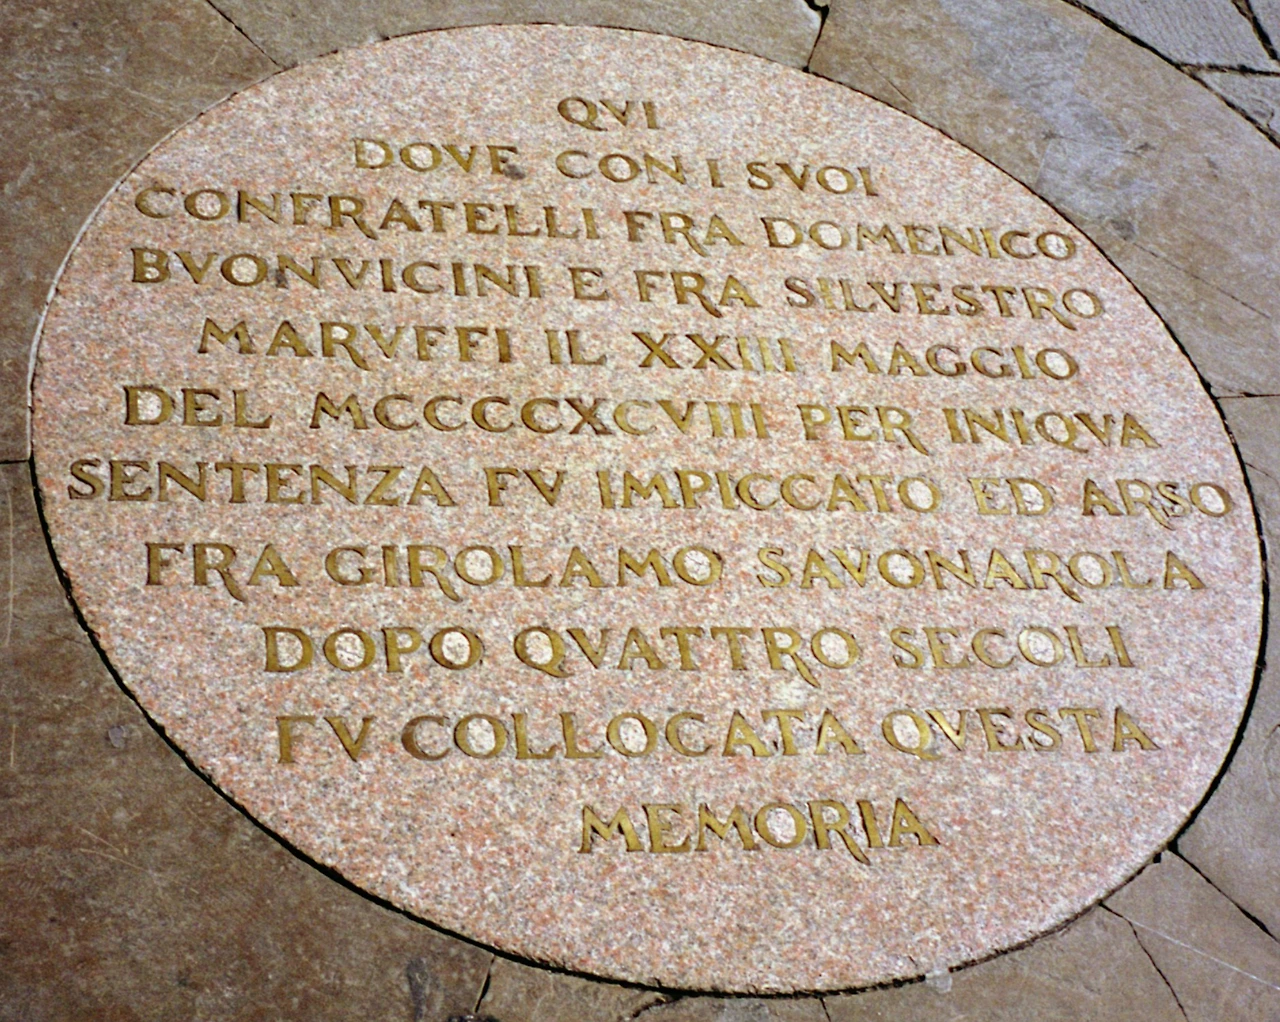 QVI
DOVE CON I SVOI
CONFRATELLI FRA DOMENICO
BVONVICINI E FRA SILVESTRO
MARVFFI IL XXIII MAGGIO
DEL MCCCCXCVIII PER INIQVA
SENTENZA FV IMPICCATO ED ARSO
FRA GIROLAMO SAVONAROLA
DOPO QVATTRO SECOLI
FV COLLOCATA QVESTA
MEMORIA